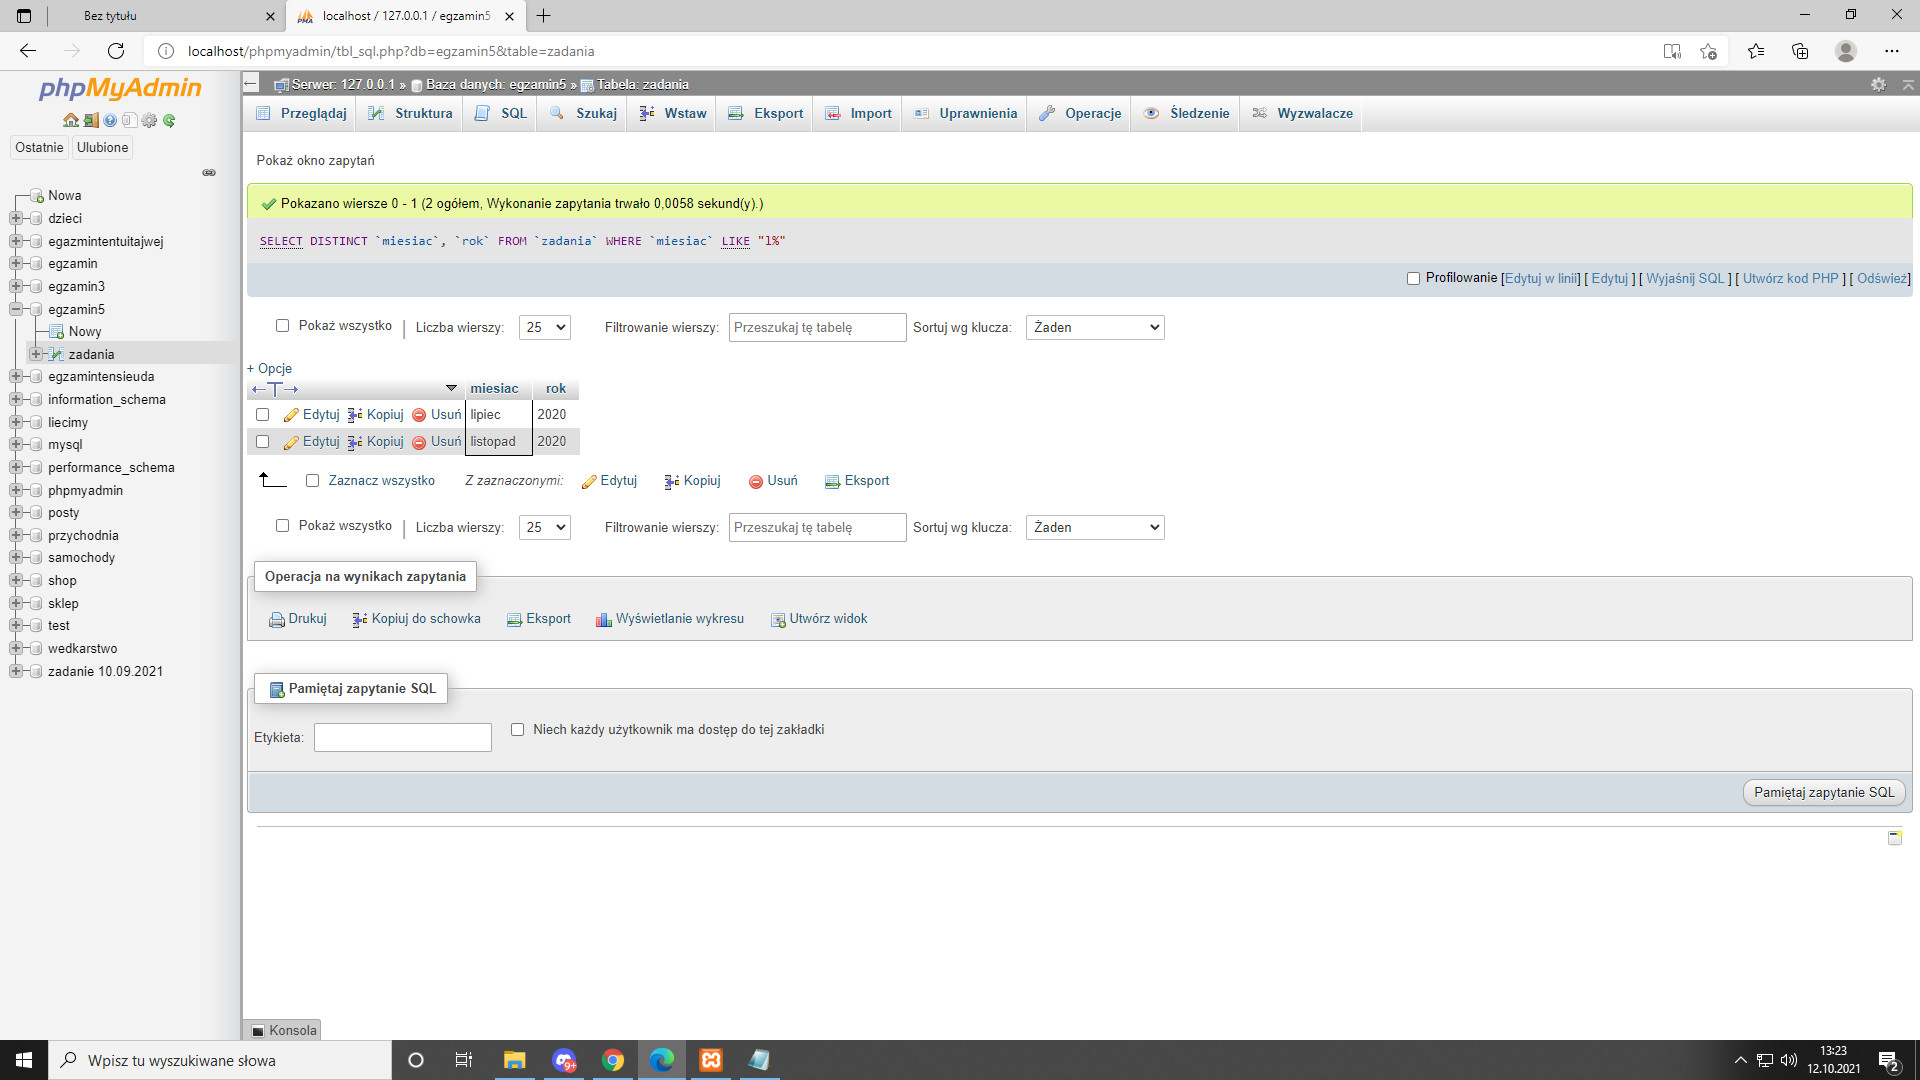 Bez tytułu
localhost / 127.0.0.1 / egzamin5
localhost/phpmyadmin/tbl_sql.php?db=egzamin5&table=zadania
phpMyAdmin
Ostatnie Ulubione
Nowa
dzieci
egazmintentuitajwej
egzamin
egzamin3
egzamin5
Nowy
zadania
egzamintensieuda
information_schema
liecimy
mysql
performance_schema
phpmyadmin
posty
przychodnia
samochody
shop
sklep
test
wedkarstwo
zadanie 10.09.2021
Serwer: 127.0.0.1 » Baza danych: egzamin5 » Tabela: zadania
Przeglądaj Struktura SQL Szukaj Wstaw Eksport Import Uprawnienia Operacje Śledzenie Wyzwalacze
Pokaż okno zapytań
Pokazano wiersze 0 - 1 (2 ogółem, Wykonanie zapytania trwało 0,0058 sekund(y).)
SELECT DISTINCT `miesiac`, `rok` FROM `zadania` WHERE `miesiac` LIKE "l%"
Profilowanie [Edytuj w linii] [ Edytuj ] [ Wyjaśnij SQL ] [ Utwórz kod PHP ] [ Odśwież]
Pokaż wszystko | Liczba wierszy: 25 Filtrowanie wierszy: Przeszukaj tę tabelę Sortuj wg klucza: Żaden
+ Opcje
←T→ miesiac rok
Edytuj Kopiuj Usuń lipiec 2020
Edytuj Kopiuj Usuń listopad 2020
Zaznacz wszystko Z zaznaczonymi: Edytuj Kopiuj Usuń Eksport
Pokaż wszystko | Liczba wierszy: 25 Filtrowanie wierszy: Przeszukaj tę tabelę Sortuj wg klucza: Żaden
Operacja na wynikach zapytania
Drukuj Kopiuj do schowka Eksport Wyświetlanie wykresu Utwórz widok
Pamiętaj zapytanie SQL
Etykieta: Niech każdy użytkownik ma dostęp do tej zakładki
Pamiętaj zapytanie SQL
Konsola
Wpisz tu wyszukiwane słowa
9+
13:23
12.10.2021
2